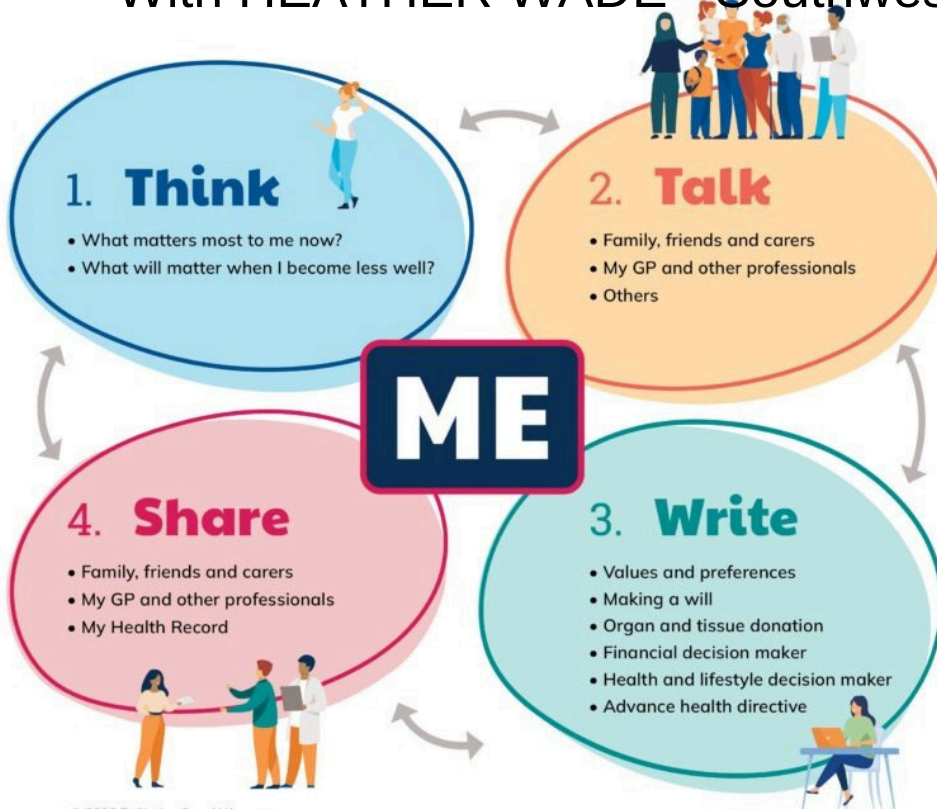 With HEATHER WADE
1. Think
• What matters most to me now?
• What will matter when I become less well?
2. Talk
• Family, friends and carers
• My GP and other professionals
• Others
ME
4. Share
• Family, friends and carers
• My GP and other professionals
• My Health Record
3. Write
• Values and preferences
• Making a will
• Organ and tissue donation
• Financial decision maker
• Health and lifestyle decision maker
• Advance health directive